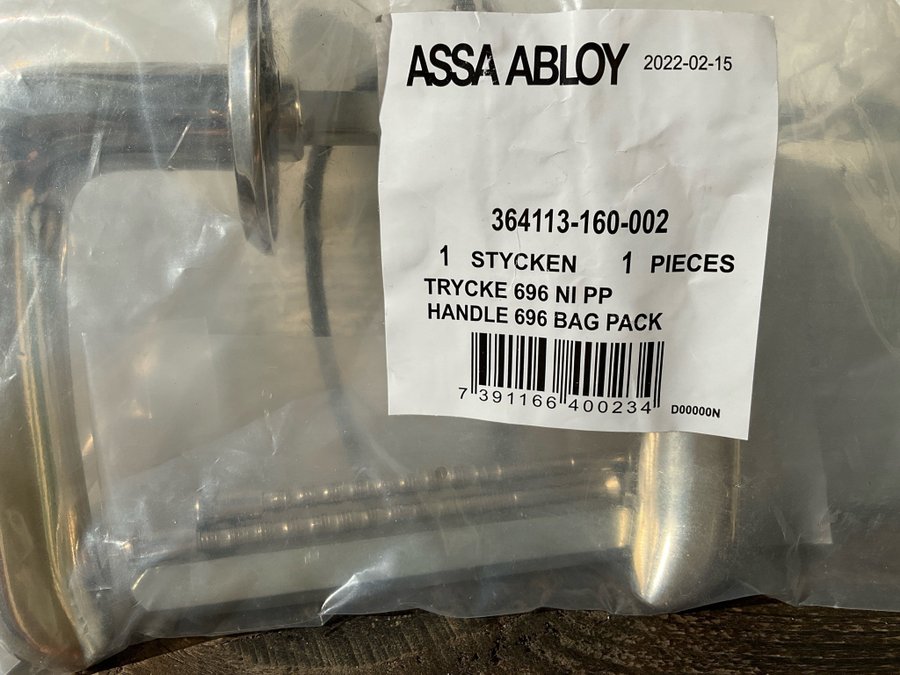 ASSA ABLOY 2022-02-15
364113-160-002
1 STYCKEN 1 PIECES
TRYCKE 696 NI PP
HANDLE 696 BAG PACK
7 391166 400234 D00000N